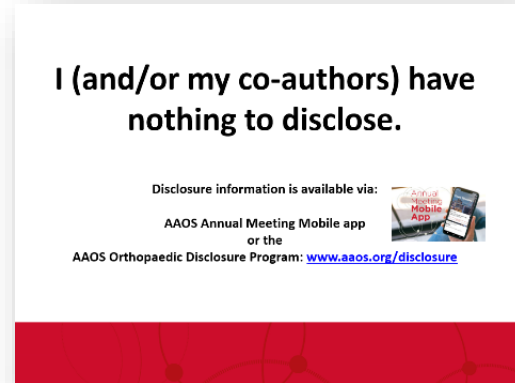 I (and/or my co-authors) have
nothing to disclose.
Disclosure information is available via:
AAOS Annual Meeting Mobile app
or the
AAOS Orthopaedic Disclosure Program: www.aaos.org/disclosure
Annual
Meeting
Mobile
App